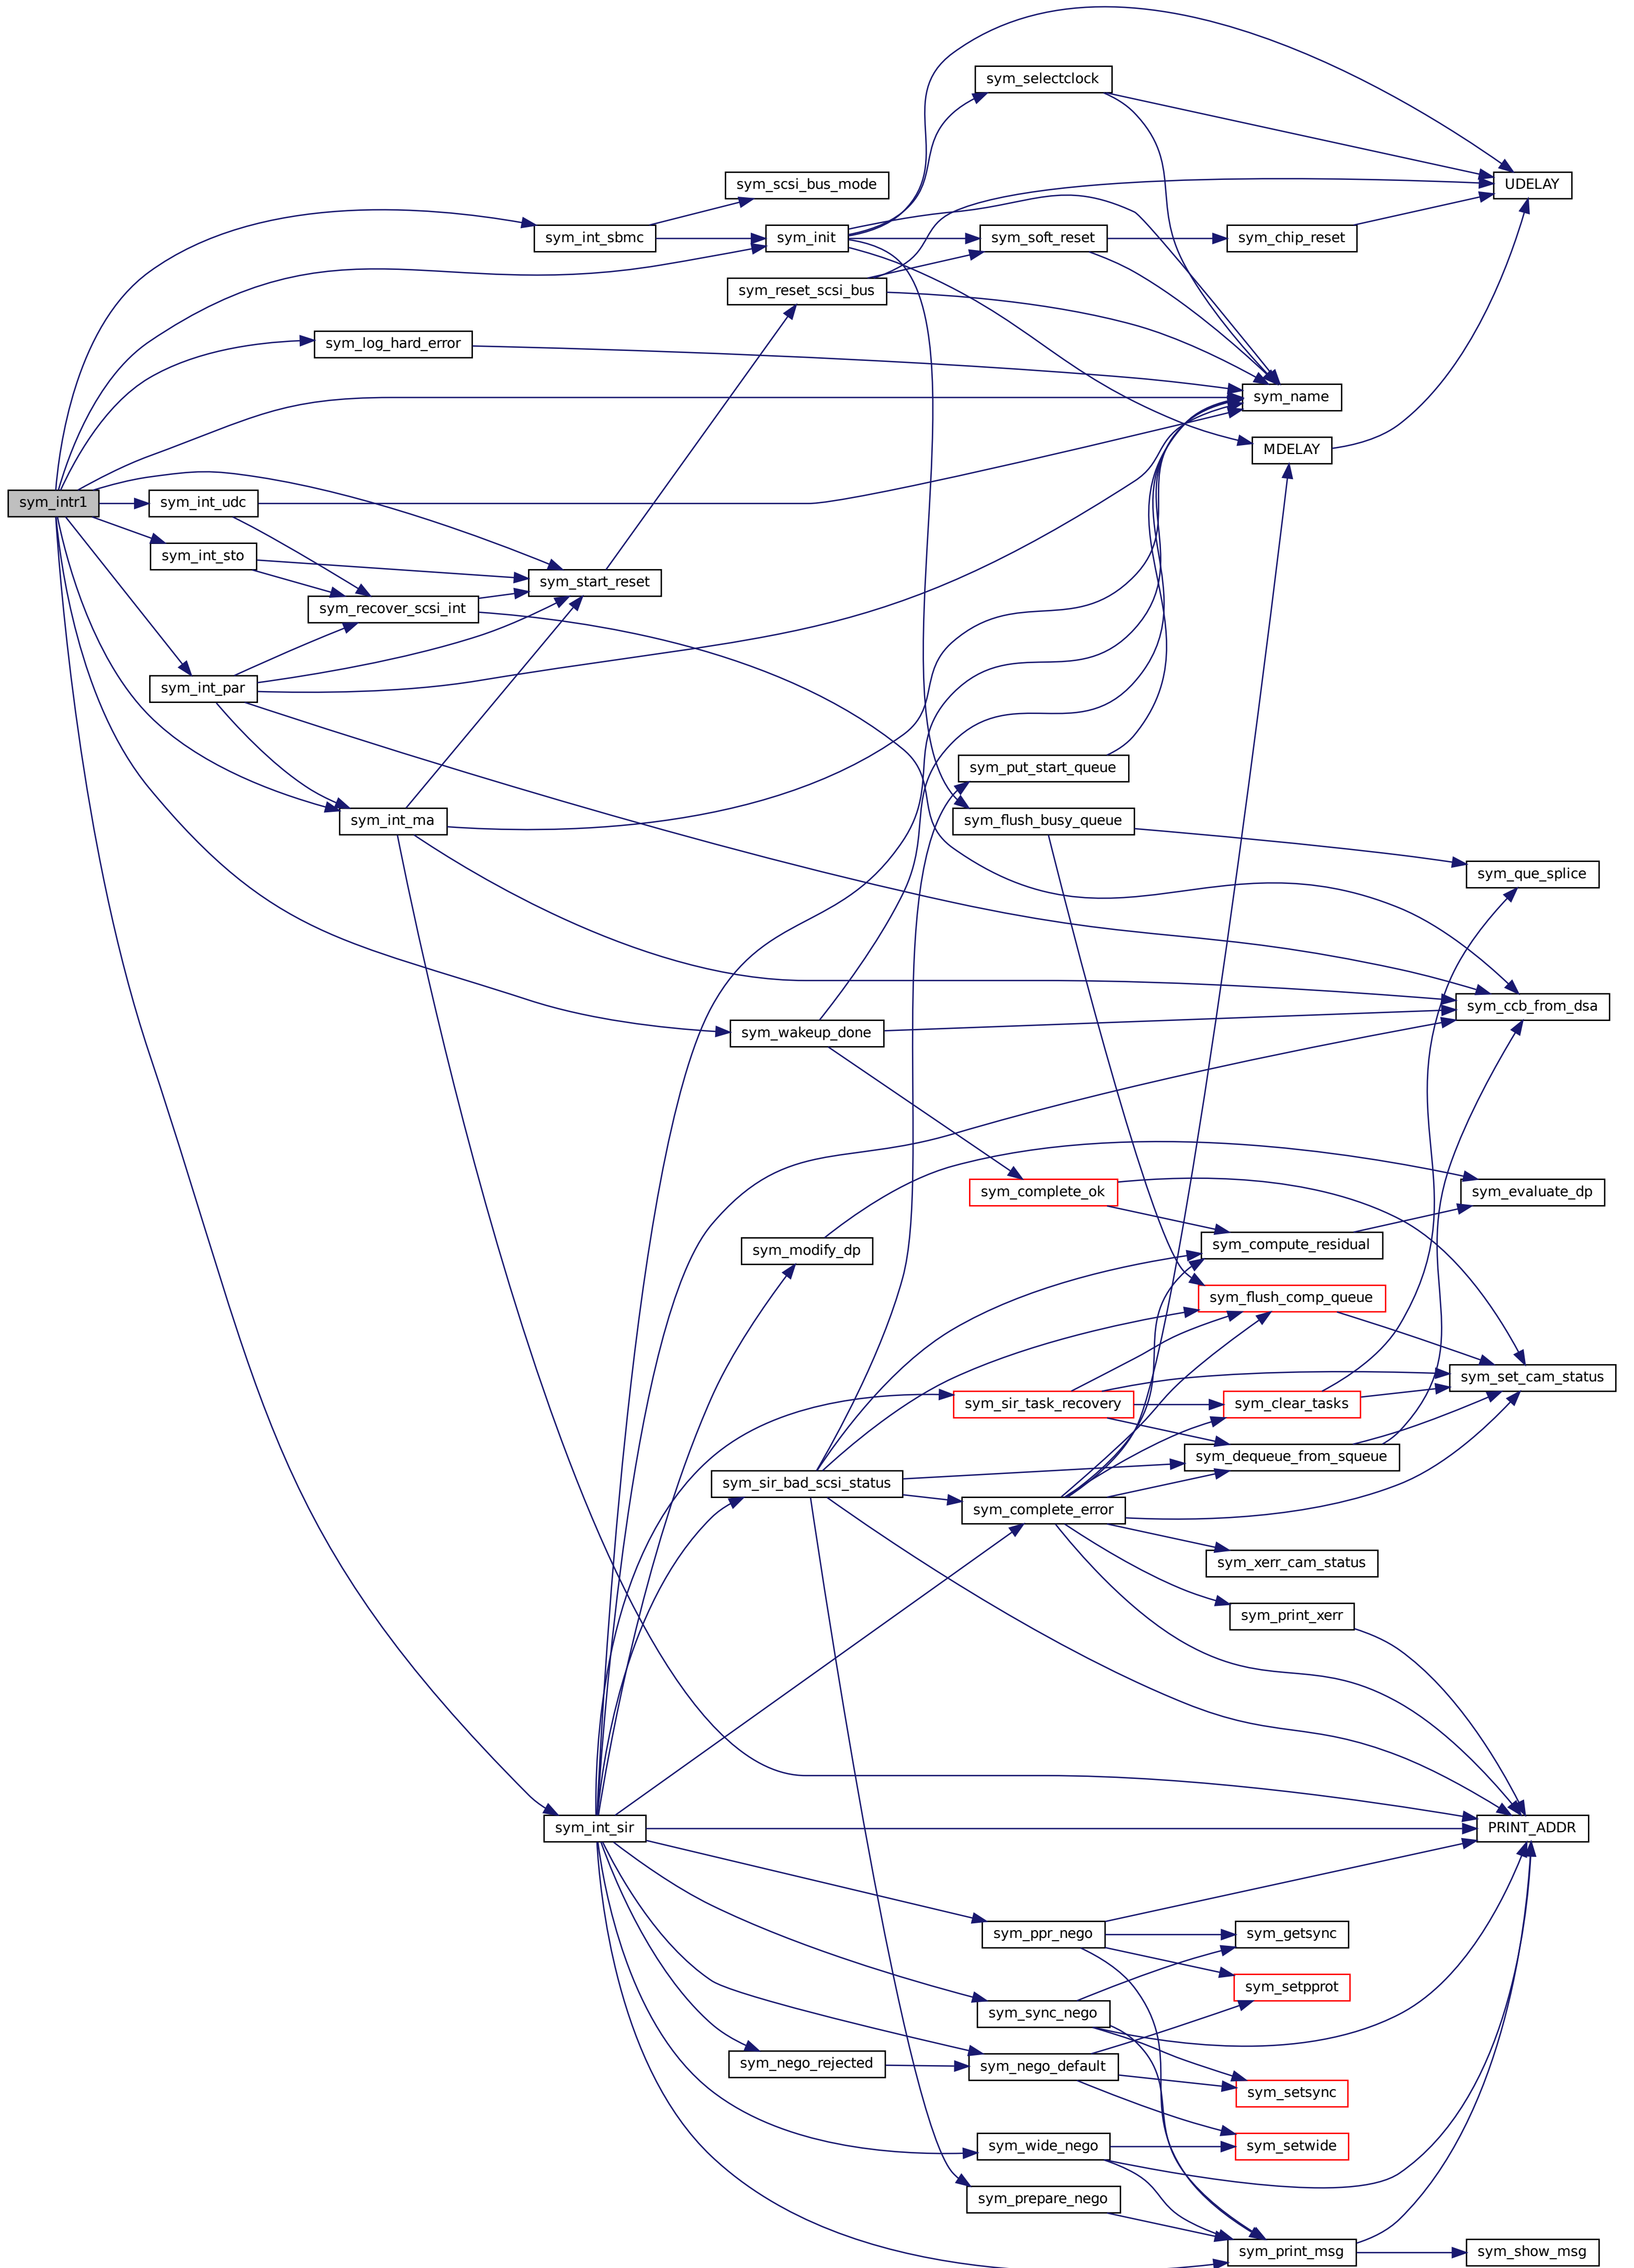 sym_selectclock
sym_scsi_bus_mode
UDELAY
sym_int_sbmc
sym_init
sym_soft_reset
sym_chip_reset
sym_reset_scsi_bus
sym_log_hard_error
sym_name
MDELAY
sym_intr1
sym_int_udc
sym_int_sto
sym_start_reset
sym_recover_scsi_int
sym_int_par
sym_put_start_queue
sym_int_ma
sym_flush_busy_queue
sym_que_splice
sym_ccb_from_dsa
sym_wakeup_done
sym_complete_ok
sym_evaluate_dp
sym_modify_dp
sym_compute_residual
sym_flush_comp_queue
sym_set_cam_status
sym_sir_task_recovery
sym_clear_tasks
sym_dequeue_from_squeue
sym_sir_bad_scsi_status
sym_complete_error
sym_xerr_cam_status
sym_print_xerr
sym_int_sir
PRINT_ADDR
sym_ppr_nego
sym_getsync
sym_setpprot
sym_sync_nego
sym_nego_rejected
sym_nego_default
sym_setsync
sym_wide_nego
sym_setwide
sym_prepare_nego
sym_print_msg
sym_show_msg